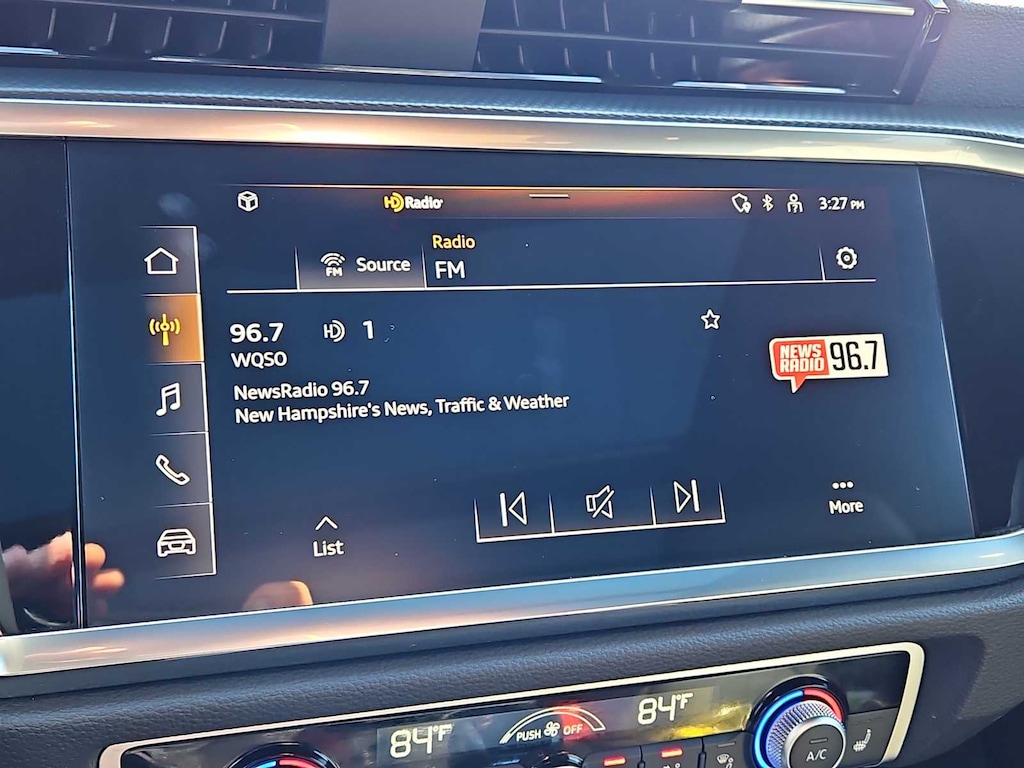 HD Radio
3:27 PM
FM
Source
Radio
FM
96.7
HD 1
WQSO
NEWS
RADIO
96.7
NewsRadio 96.7
New Hampshire's News, Traffic & Weather
List
More
84°F
PUSH OFF
84°F
A/C